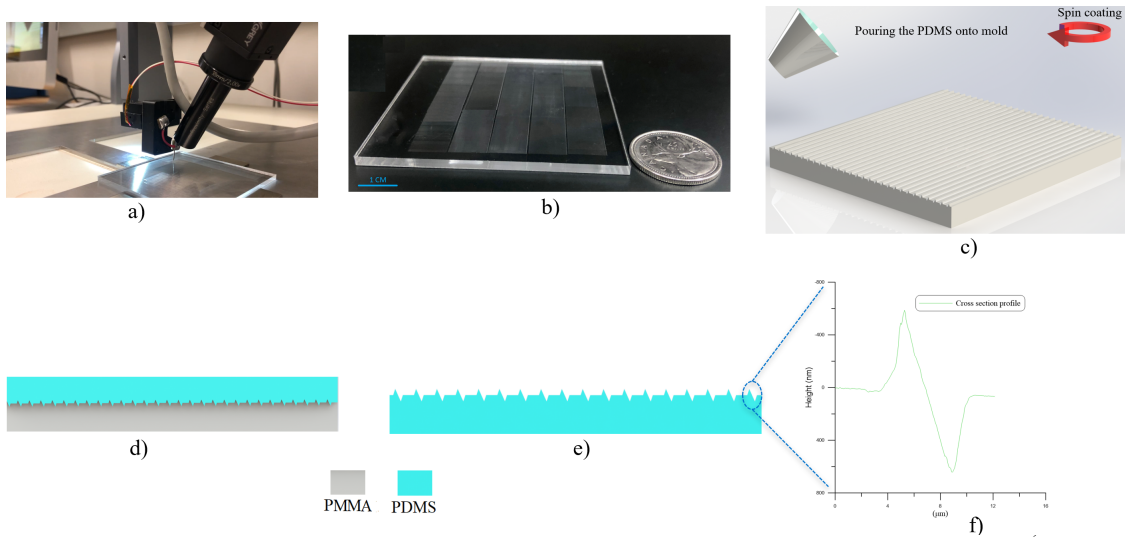 Pouring the PDMS onto mold
Spin coating
a)
1 CM
b)
c)
d)
e)
PMMA
PDMS
-800
-400
0
400
800
Height (nm)
Cross section profile
0
4
8
12
16
(μm)
f)